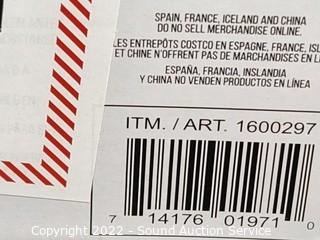 SPAIN, FRANCE, ICELAND AND CHINA
DO NOT SELL MERCHANDISE ONLINE.
LES ENTREPÔTS COSTCO EN ESPAGNE, FRANCE, ISL
ET CHINE N'OFFRENT PAS DE MARCHANDISES EN L
ESPAÑA, FRANCIA, INSLANDIA
Y CHINA NO VENDEN PRODUCTOS EN LÍNEA
ITM. / ART. 1600297
7 14176 01971 0
Copyright 2022 - Sound Auction Service